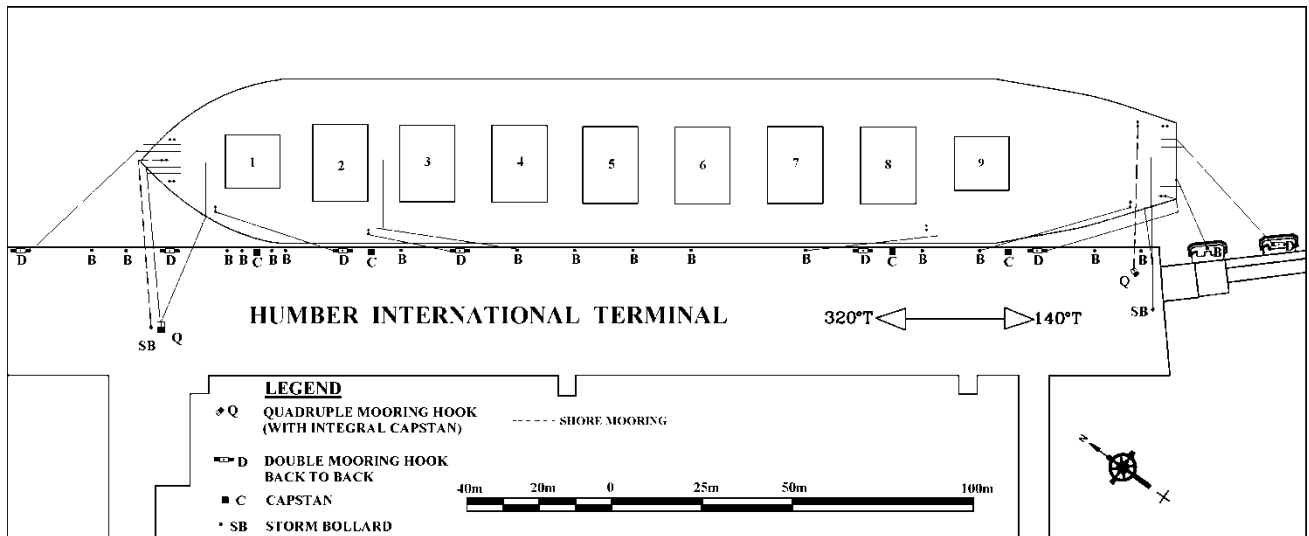 1 2 3 4 5 6 7 8 9
D B B D B B C B B D C B D B B B B B D C B B C D B B B D
Q
SB
SB Q
HUMBER INTERNATIONAL TERMINAL
320°T 140°T
LEGEND
Q QUADRUPLE MOORING HOOK
(WITH INTEGRAL CAPSTAN)
SHORE MOORING
D DOUBLE MOORING HOOK
BACK TO BACK
C CAPSTAN
SB STORM BOLLARD
40m 20m 0 25m 50m 100m
N